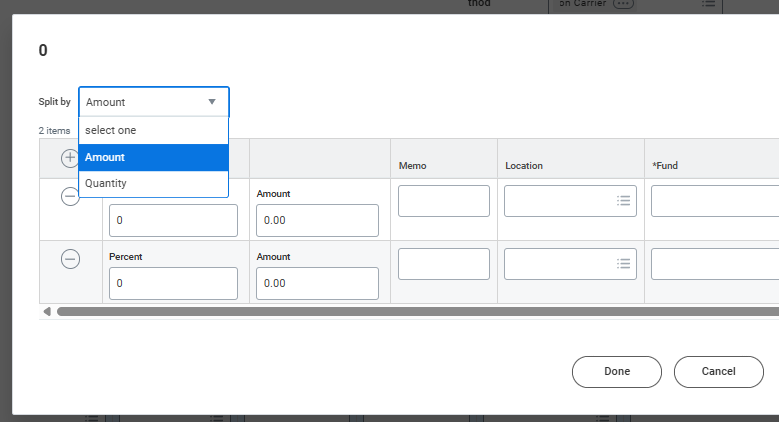 thod
on Carrier
0
Split by
Amount
2 items
select one
Amount
Quantity
Memo
Location
*Fund
Amount
0
0.00
Percent
Amount
0
0.00
Done
Cancel